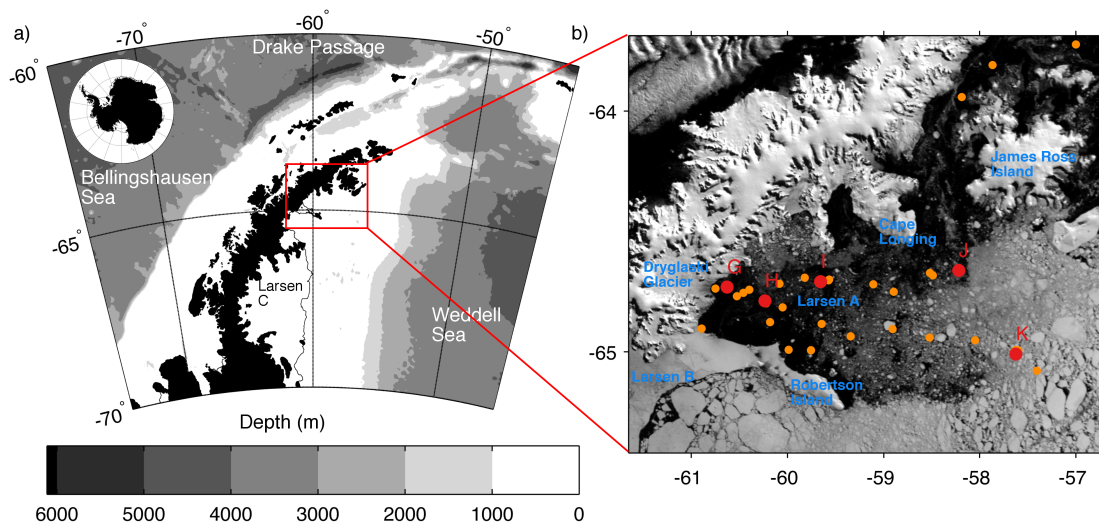 a)
-70°
-60°
-50°
Drake Passage
-60°
Bellingshausen
Sea
-65°
Larsen
C
Weddell
Sea
-70°
Depth (m)
6000 5000 4000 3000 2000 1000 0
b)
-64
James Ross
Island
Cape
Longing
J
G
I
H
Dryglaski
Glacier
Larsen A
K
-65
Larsen B
Robertson
Island
-61 -60 -59 -58 -57